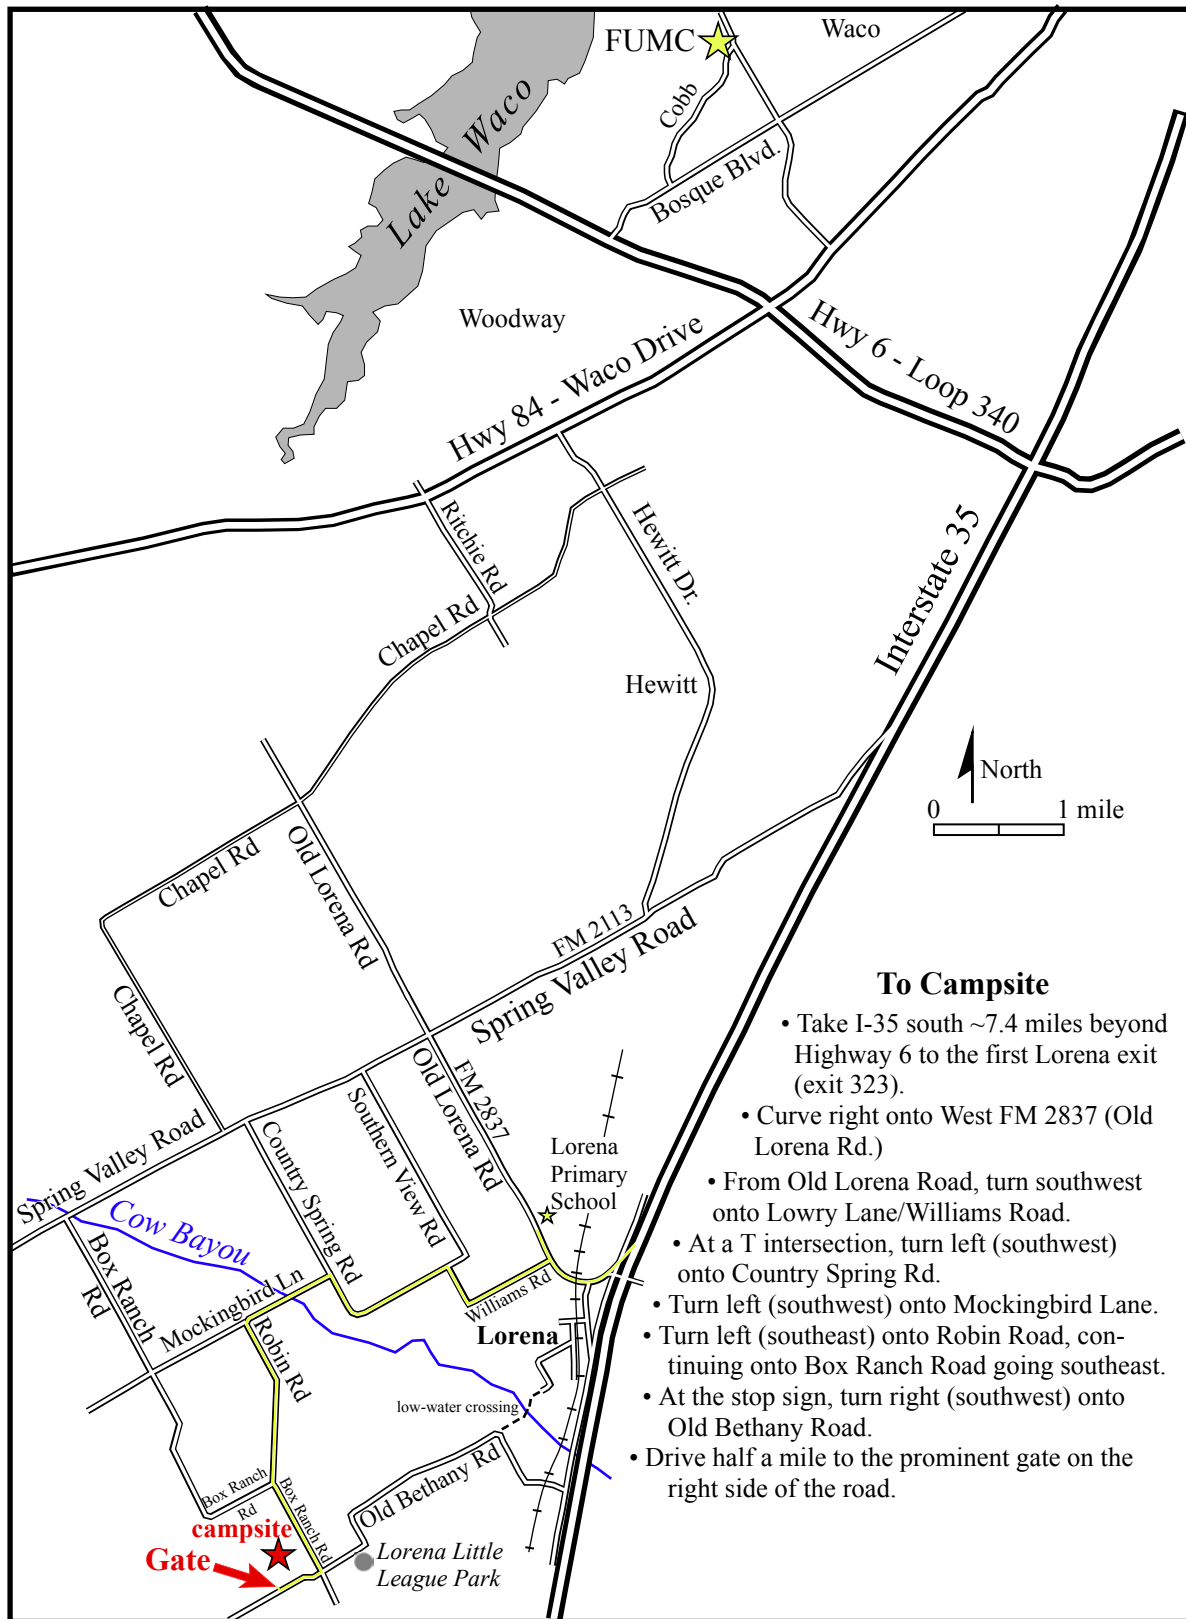 Waco
FUMC
Cobb
Bosque Blvd.
Lake Waco
Woodway
Hwy 84 - Waco Drive
Hwy 6 - Loop 340
Ritchie Rd
Hewitt Dr.
Chapel Rd
Interstate 35
Hewitt
North
0 1 mile
Old Lorena Rd
Chapel Rd
FM 2113
Spring Valley Road
Chapel Rd
To Campsite
• Take I-35 south ~7.4 miles beyond
Highway 6 to the first Lorena exit
(exit 323).
• Curve right onto West FM 2837 (Old
Lorena Rd.)
• From Old Lorena Road, turn southwest
onto Lowry Lane/Williams Road.
• At a T intersection, turn left (southwest)
onto Country Spring Rd.
• Turn left (southwest) onto Mockingbird Lane.
• Turn left (southeast) onto Robin Road, con-
tinuing onto Box Ranch Road going southeast.
• At the stop sign, turn right (southwest) onto
Old Bethany Road.
• Drive half a mile to the prominent gate on the
right side of the road.
FM 2837
Old Lorena Rd
Southern View Rd
Country Spring Rd
Spring Valley Road
Lorena
Primary
School
Cow Bayou
Box Ranch
Rd
Mockingbird Ln
Williams Rd
Robin Rd
Lorena
low-water crossing
Old Bethany Rd
Box Ranch
Rd
Box Ranch Rd
campsite
Gate
Lorena Little
League Park